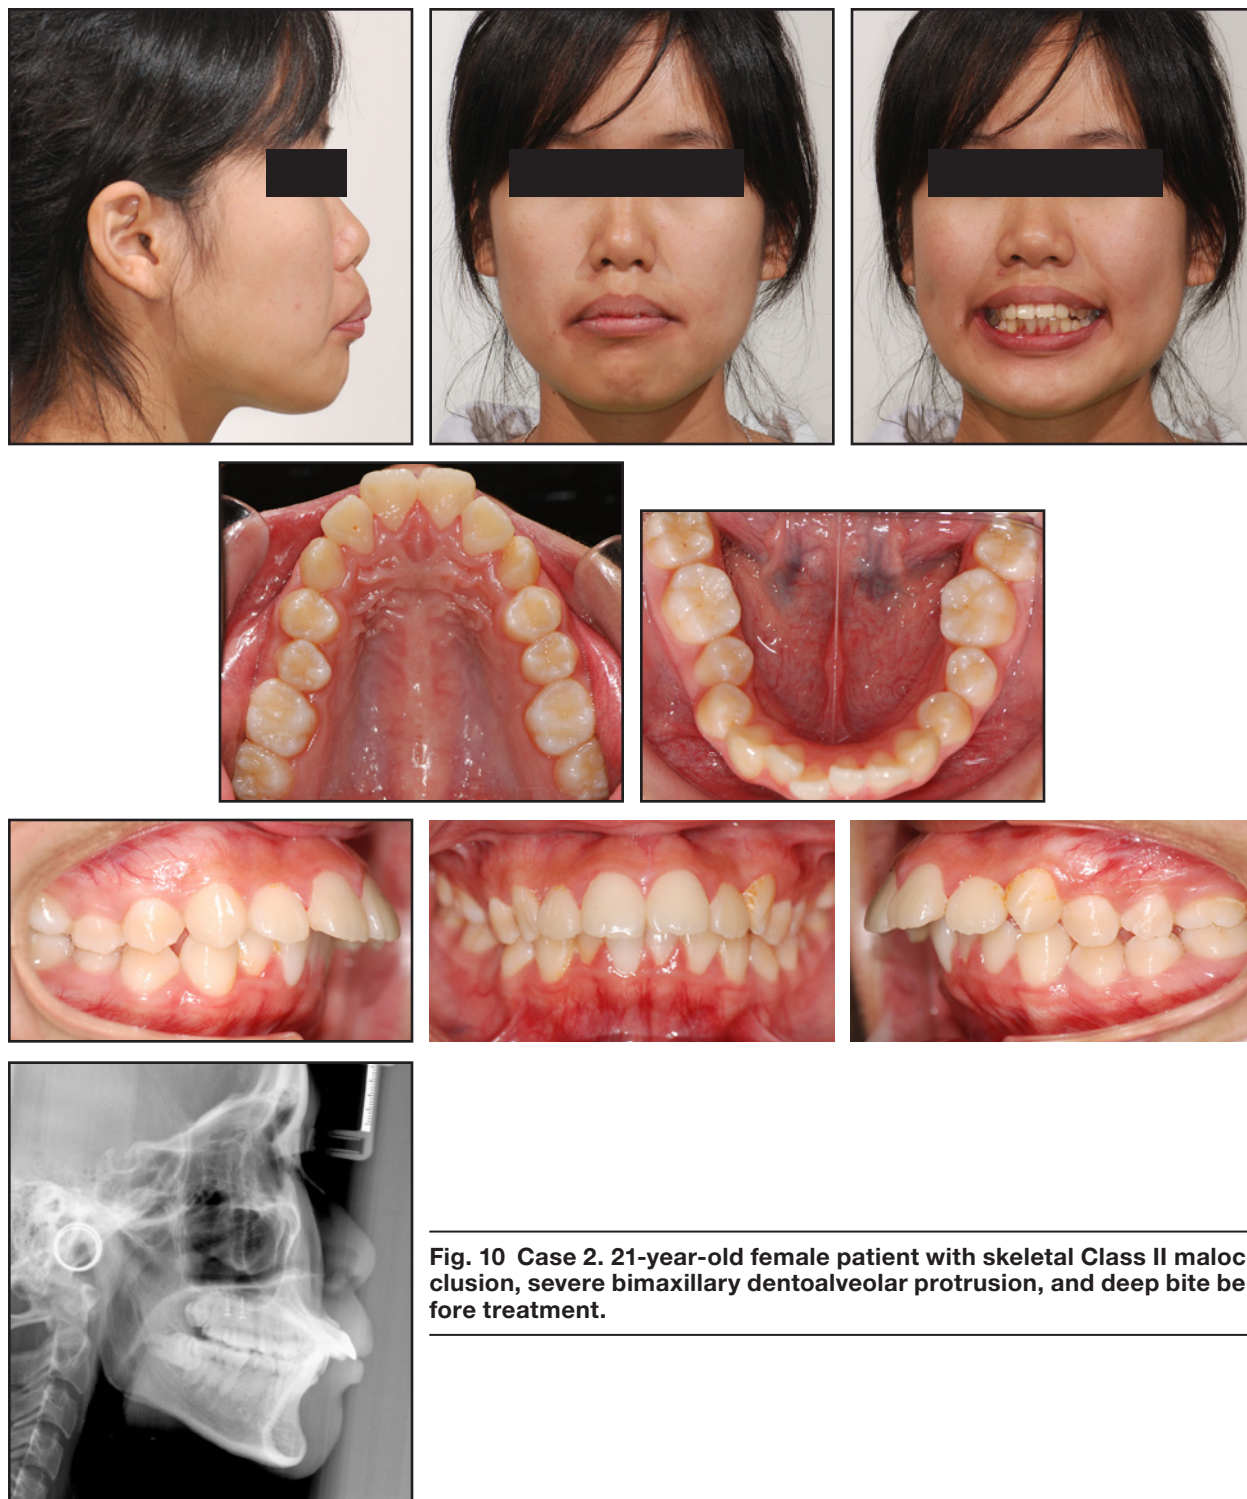 Fig. 10 Case 2. 21-year-old female patient with skeletal Class II maloc
clusion, severe bimaxillary dentoalveolar protrusion, and deep bite be
fore treatment.